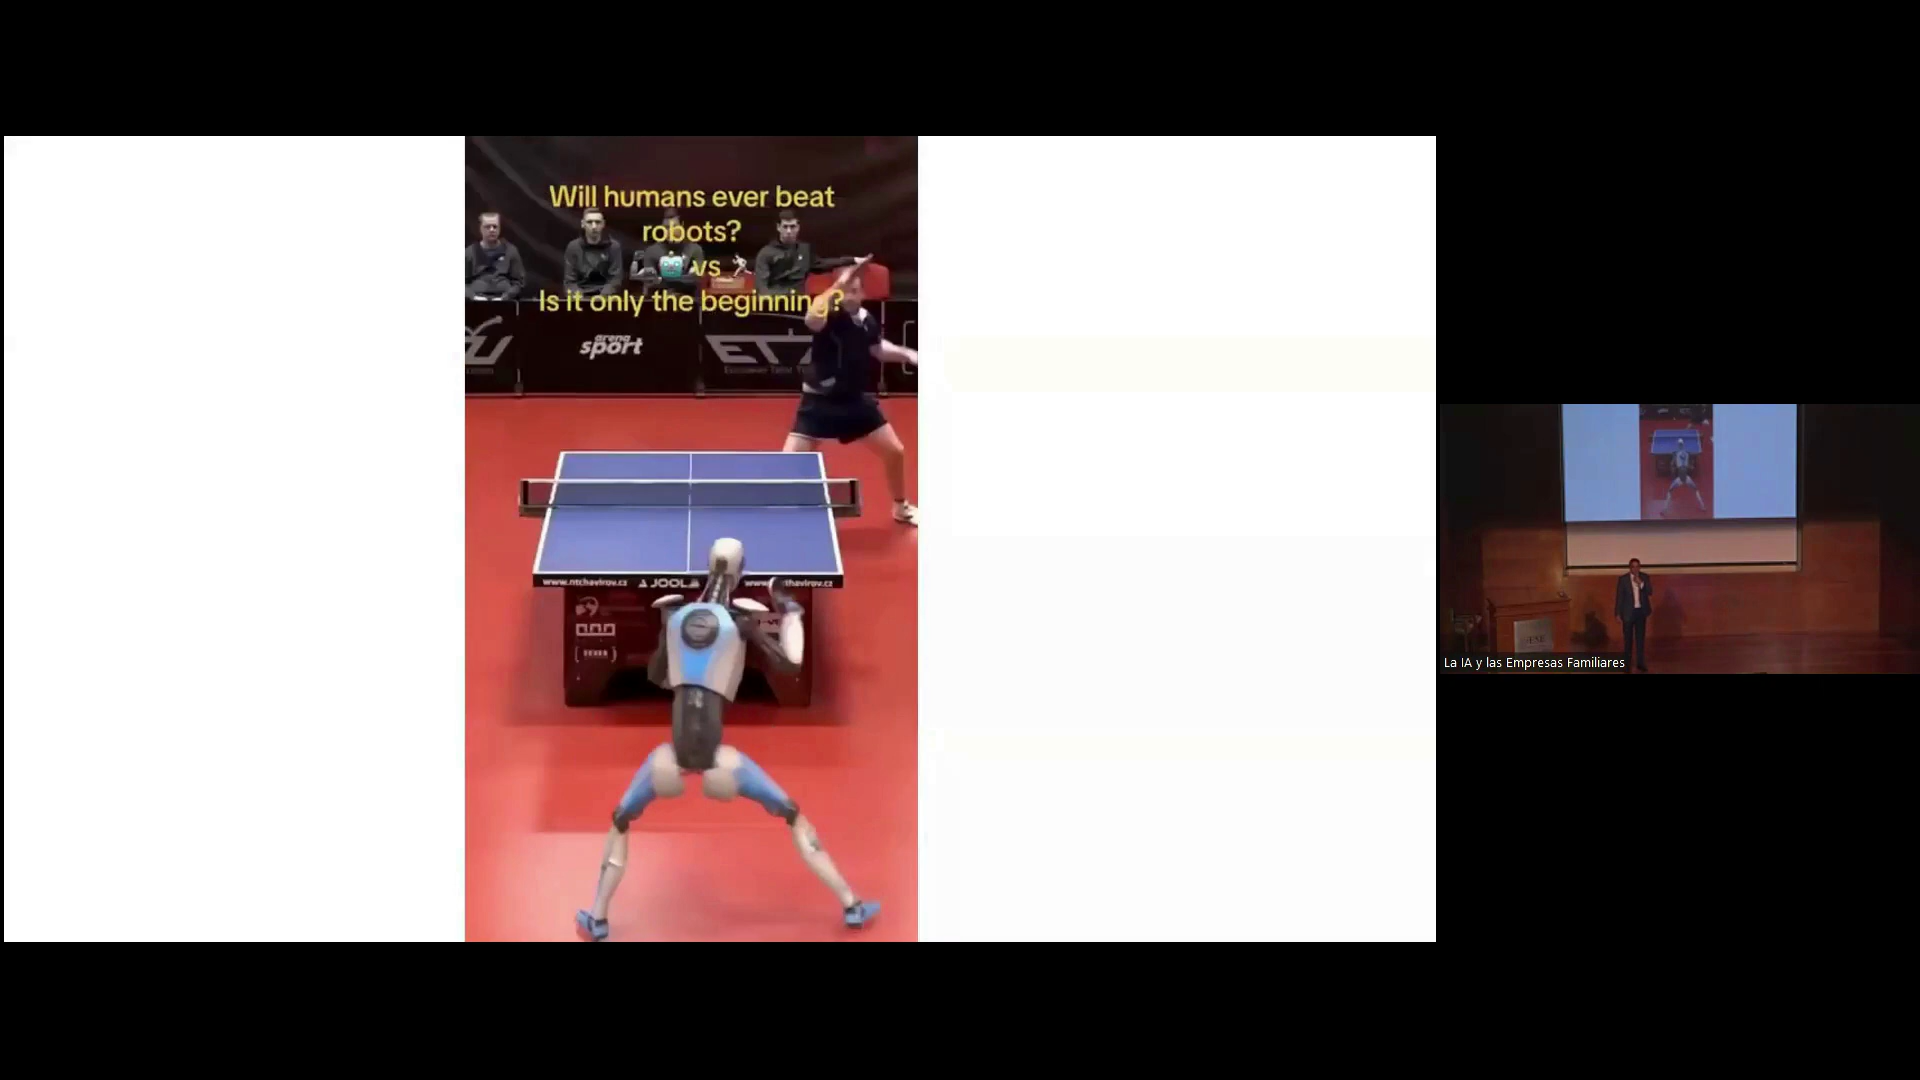 Will humans ever beat
robots?
🤖 vs 🏃
Is it only the beginning?
arena
sport
www.ntchavirov.cz
JOOLA
La IA y las Empresas Familiares